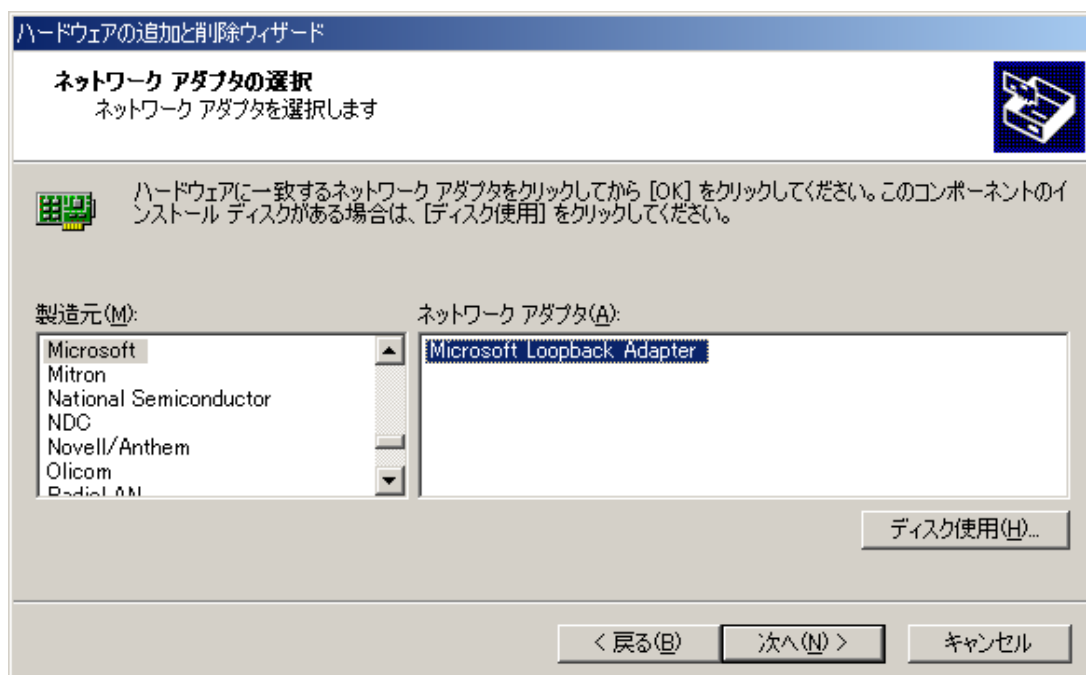 ハードウェアの追加と削除ウィザード
ネットワーク アダプタの選択
ネットワーク アダプタを選択します
ハードウェアに一致するネットワーク アダプタをクリックしてから [OK] をクリックしてください。このコンポーネントのイ
ンストール ディスクがある場合は、[ディスク使用] をクリックしてください。
製造元(M):
ネットワーク アダプタ(A):
Microsoft
Mitron
National Semiconductor
NDC
Novell/Anthem
Olicom
RadioLAN
Microsoft Loopback Adapter
ディスク使用(H)...
< 戻る(B)
次へ(N) >
キャンセル